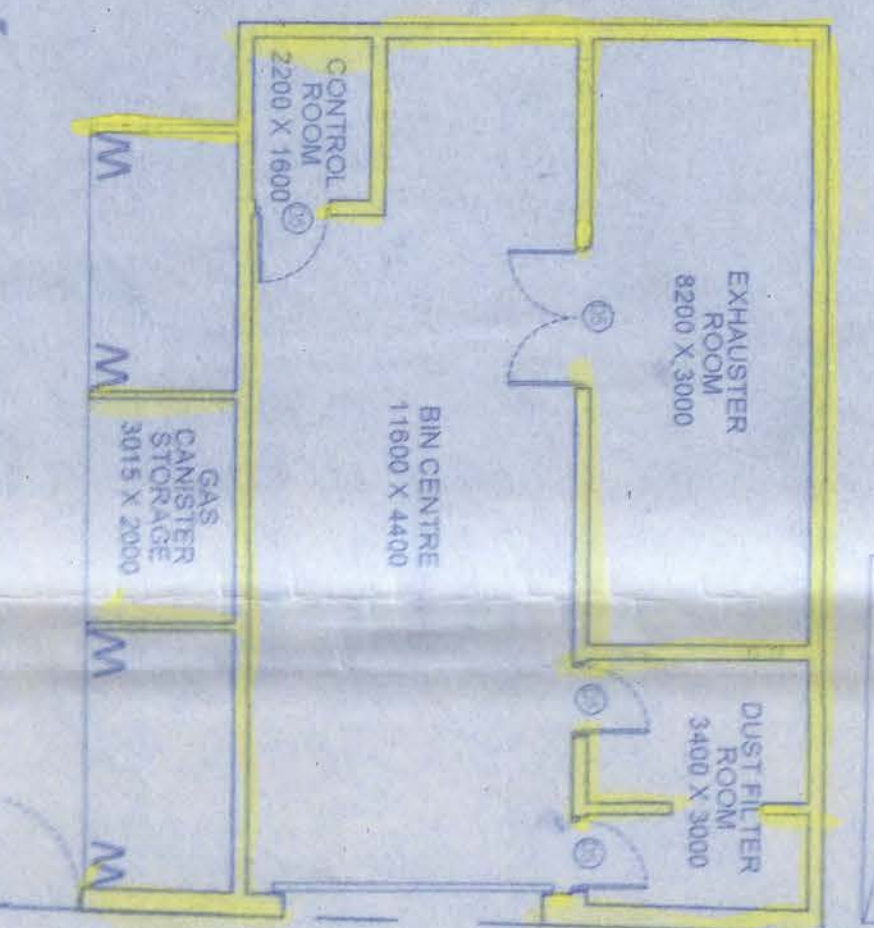 CONTROL
ROOM
2200 X 1600
EXHAUSTER
ROOM
8200 X 3000
BIN CENTRE
11600 X 4400
GAS
CANISTER
STORAGE
3015 X 2000
DUST FILTER
ROOM
3400 X 3000